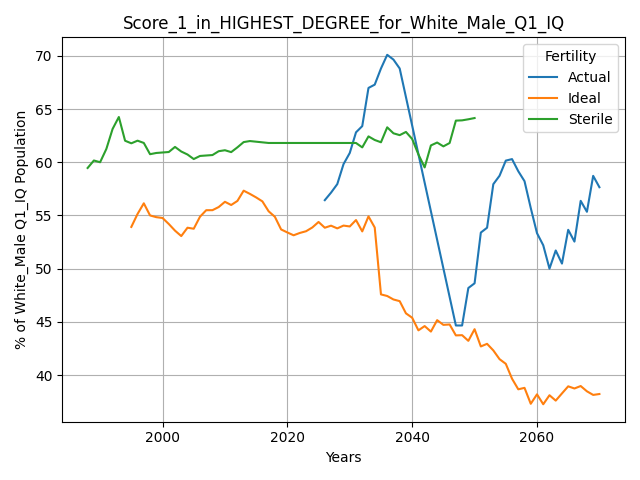 Score_1_in_HIGHEST_DEGREE_for_White_Male_Q1_IQ
% of White_Male Q1_IQ Population
70
65
60
55
50
45
40
Fertility
Actual
Ideal
Sterile
2000
2020
2040
2060
Years